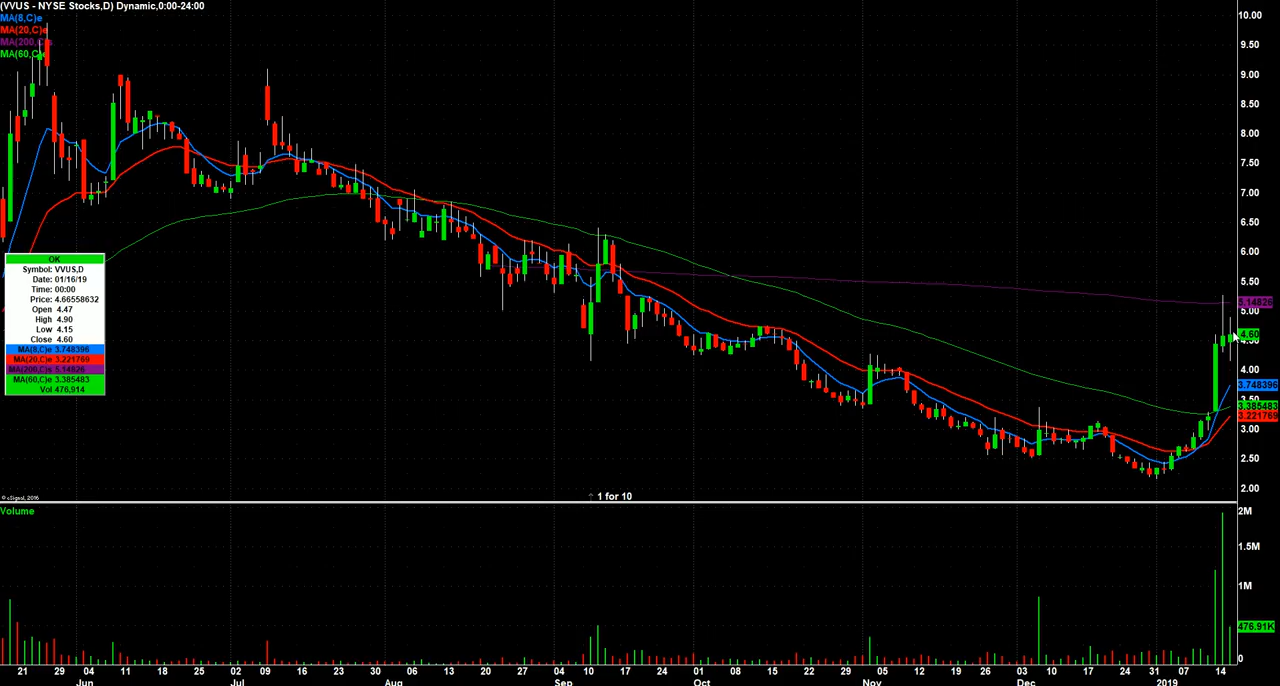 (VVUS - NYSE Stocks,D) Dynamic,0:00-24:00
MA(8,C)e
MA(20,C)e
MA(200,C)s
MA(60,C)e
10.00
9.50
9.00
8.50
8.00
7.50
7.00
6.50
6.00
5.50
5.14826
5.00
4.60
4.50
4.00
3.748396
3.50
3.385483
3.221769
3.00
2.50
2.00
OK
Symbol: VVUS,D
Date: 01/16/19
Time: 00:00
Price: 4.66558632
Open 4.47
High 4.90
Low 4.15
Close 4.60
MA(8,C)e 3.748396
MA(20,C)e 3.221769
MA(200,C)s 5.14826
MA(60,C)e 3.385483
Vol 476,914
© eSignal, 2016
↑ 1 for 10
Volume
2M
1.5M
1M
476.91K
0
21 29 04 11 18 25 02 09 16 23 30 06 13 20 27 04 10 17 24 01 08 15 22 29 05 12 19 26 03 10 17 24 31 07 14
Jun Jul Aug Sep Oct Nov Dec 2019